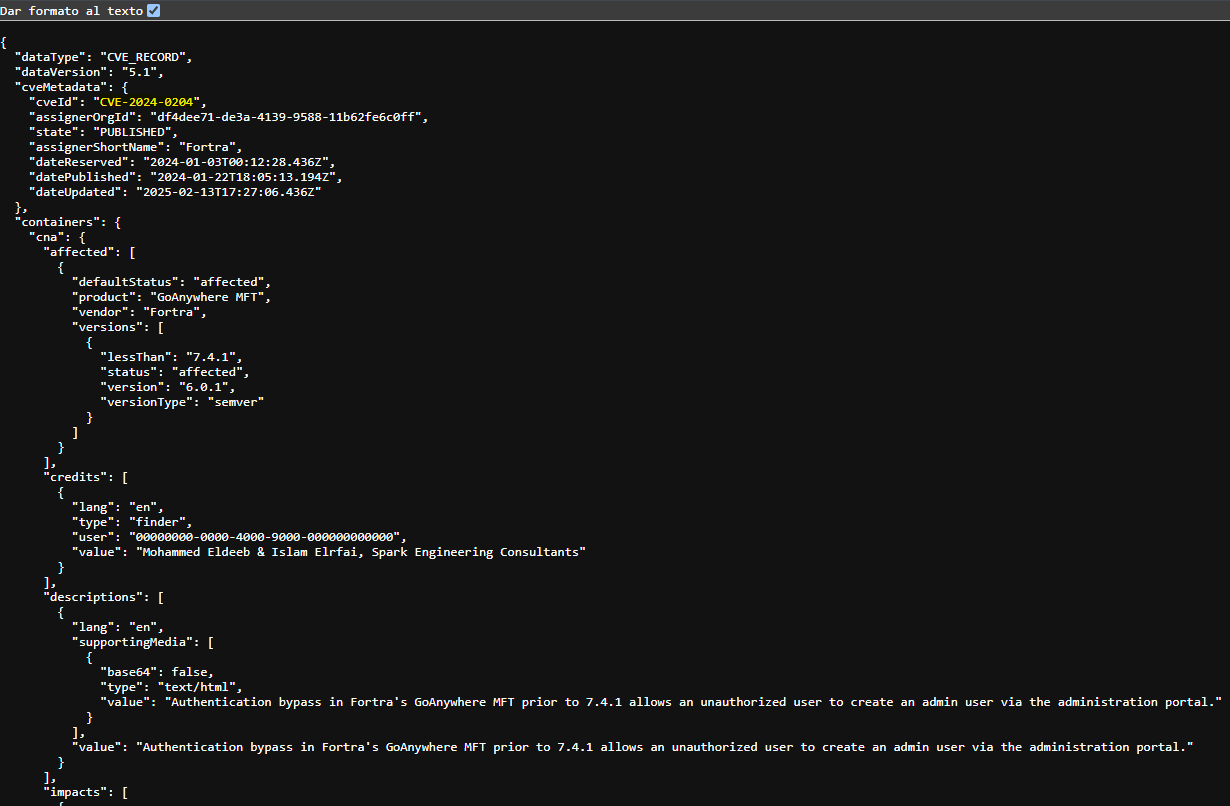 Dar formato al texto
{
  "dataType": "CVE_RECORD",
  "dataVersion": "5.1",
  "cveMetadata": {
    "cveId": "CVE-2024-0204",
    "assignerOrgId": "df4dee71-de3a-4139-9588-11b62fe6c0ff",
    "state": "PUBLISHED",
    "assignerShortName": "Fortra",
    "dateReserved": "2024-01-03T00:12:28.436Z",
    "datePublished": "2024-01-22T18:05:13.194Z",
    "dateUpdated": "2025-02-13T17:27:06.436Z"
  },
  "containers": {
    "cna": {
      "affected": [
        {
          "defaultStatus": "affected",
          "product": "GoAnywhere MFT",
          "vendor": "Fortra",
          "versions": [
            {
              "lessThan": "7.4.1",
              "status": "affected",
              "version": "6.0.1",
              "versionType": "semver"
            }
          ]
        }
      ],
      "credits": [
        {
          "lang": "en",
          "type": "finder",
          "user": "00000000-0000-4000-9000-000000000000",
          "value": "Mohammed Eldeeb & Islam Elrfai, Spark Engineering Consultants"
        }
      ],
      "descriptions": [
        {
          "lang": "en",
          "supportingMedia": [
            {
              "base64": false,
              "type": "text/html",
              "value": "Authentication bypass in Fortra's GoAnywhere MFT prior to 7.4.1 allows an unauthorized user to create an admin user via the administration portal."
            }
          ],
          "value": "Authentication bypass in Fortra's GoAnywhere MFT prior to 7.4.1 allows an unauthorized user to create an admin user via the administration portal."
        }
      ],
      "impacts": [
        {